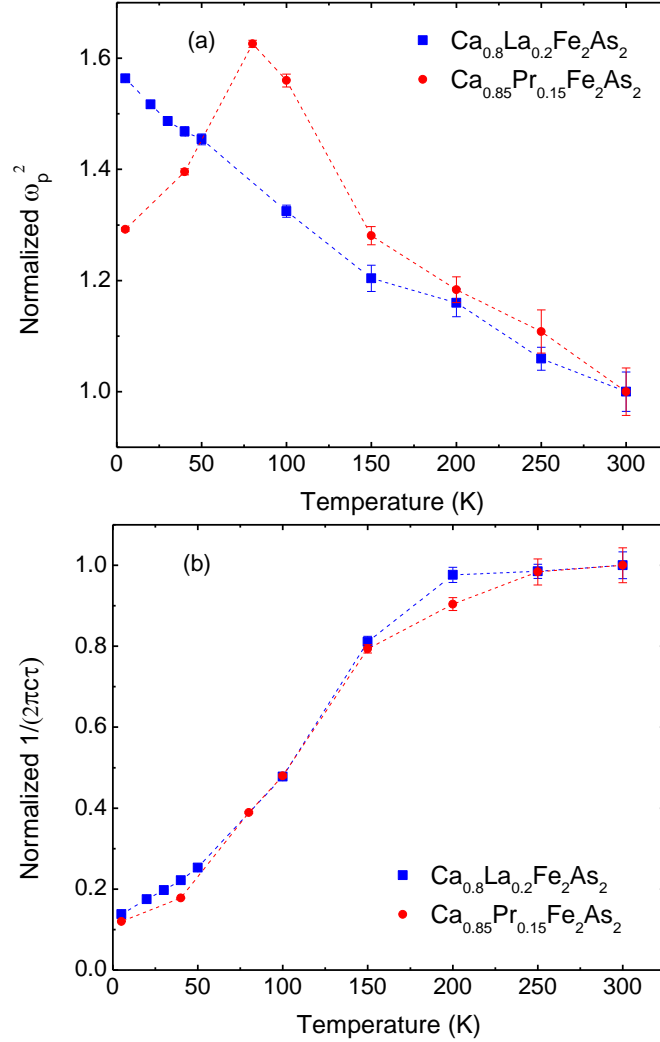 (a)
Ca0.8La0.2Fe2As2
Ca0.85Pr0.15Fe2As2
1.6
1.4
1.2
1.0
Normalized ωp2
0 50 100 150 200 250 300
Temperature (K)
(b)
1.0
0.8
0.6
0.4
0.2
0.0
Normalized 1/(2πcτ)
Ca0.8La0.2Fe2As2
Ca0.85Pr0.15Fe2As2
0 50 100 150 200 250 300
Temperature (K)